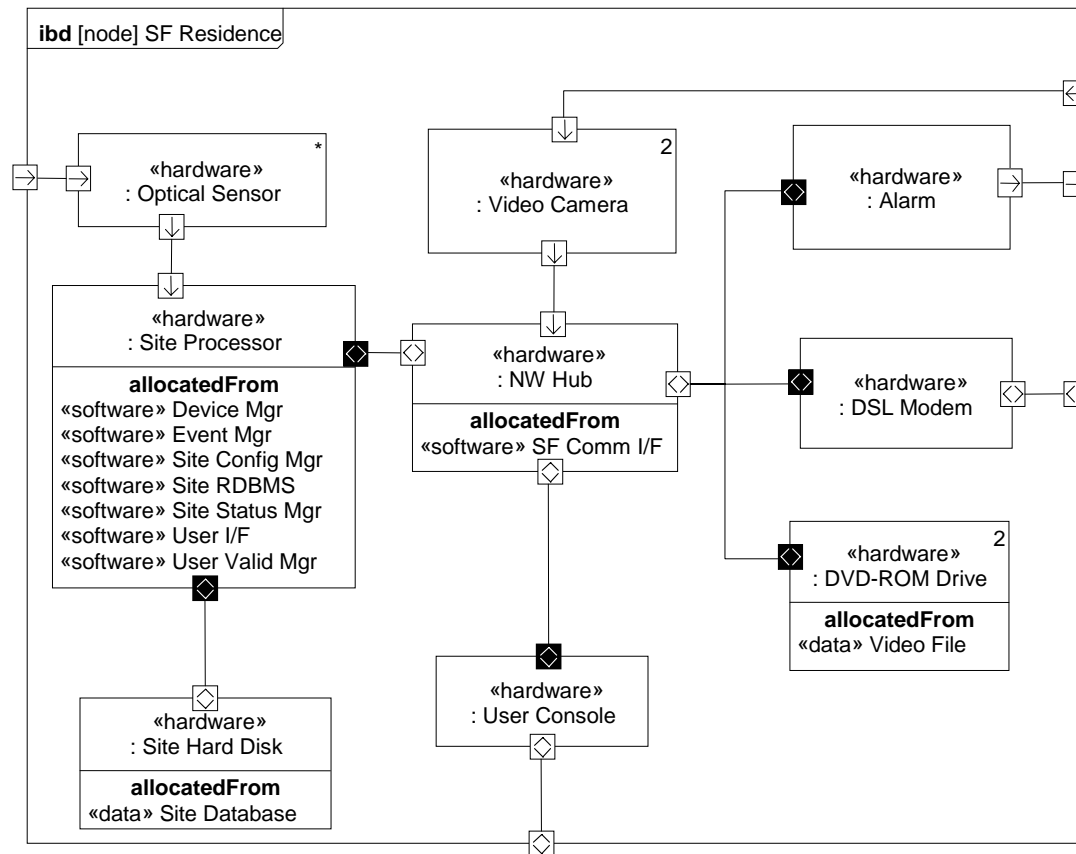 ibd [node] SF Residence
*
«hardware»
: Optical Sensor
2
«hardware»
: Video Camera
«hardware»
: Alarm
«hardware»
: Site Processor
allocatedFrom
«software» Device Mgr
«software» Event Mgr
«software» Site Config Mgr
«software» Site RDBMS
«software» Site Status Mgr
«software» User I/F
«software» User Valid Mgr
«hardware»
: NW Hub
allocatedFrom
«software» SF Comm I/F
«hardware»
: DSL Modem
2
«hardware»
: DVD-ROM Drive
allocatedFrom
«data» Video File
«hardware»
: User Console
«hardware»
: Site Hard Disk
allocatedFrom
«data» Site Database